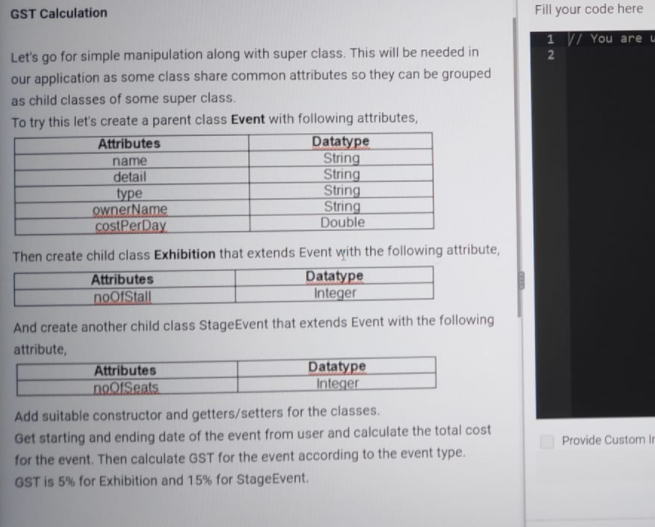 GST Calculation
Fill your code here
1 // You are
2
Let's go for simple manipulation along with super class. This will be needed in
our application as some class share common attributes so they can be grouped
as child classes of some super class.
To try this let's create a parent class Event with following attributes,
Attributes Datatype
name String
detail String
type String
ownerName String
costPerDay Double
Then create child class Exhibition that extends Event with the following attribute,
Attributes Datatype
noOfStall Integer
And create another child class StageEvent that extends Event with the following
attribute,
Attributes Datatype
noOfSeats Integer
Add suitable constructor and getters/setters for the classes.
Get starting and ending date of the event from user and calculate the total cost
for the event. Then calculate GST for the event according to the event type.
GST is 5% for Exhibition and 15% for StageEvent.
Provide Custom